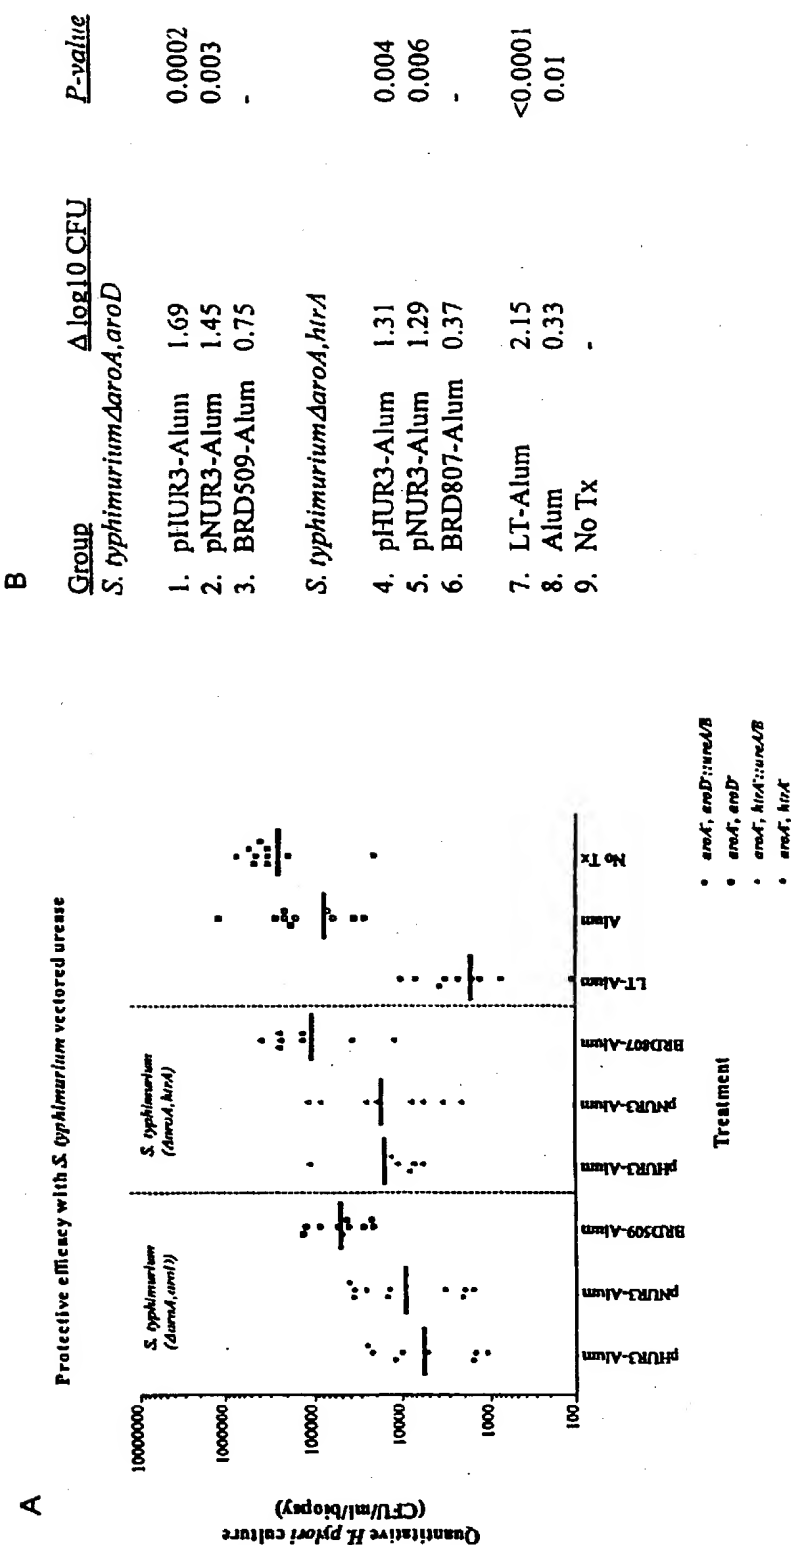 A
Protective efficacy with S. typhimurium vectored urease
Quantitative H. pylori culture
(CFU/ml/biopsy)
10000000
1000000
100000
10000
1000
100
S. typhimurium
(ΔaroA,aroD)
S. typhimurium
(ΔaroA,htrA)
pHUR3-Alum
pNUR3-Alum
BRD509-Alum
pHUR3-Alum
pNUR3-Alum
BRD807-Alum
LT-Alum
Alum
No Tx
Treatment
aroA-, aroD-::ureA/B
aroA-, aroD-
aroA-, htrA-::ureA/B
aroA-, htrA-
B
Group Δ log10 CFU P-value
S. typhimuriumΔaroA,aroD
1. pHUR3-Alum 1.69 0.0002
2. pNUR3-Alum 1.45 0.003
3. BRD509-Alum 0.75 -
S. typhimuriumΔaroA,htrA
4. pHUR3-Alum 1.31 0.004
5. pNUR3-Alum 1.29 0.006
6. BRD807-Alum 0.37 -
7. LT-Alum 2.15 <0.0001
8. Alum 0.33 0.01
9. No Tx -